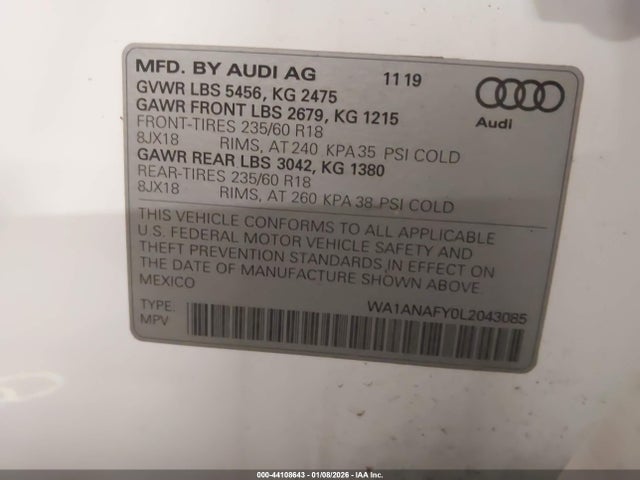 MFD. BY AUDI AG 11 19
GVWR LBS 5456, KG 2475
GAWR FRONT LBS 2679, KG 1215
FRONT-TIRES 235/60 R18
8JX18 RIMS, AT 240 KPA 35 PSI COLD
GAWR REAR LBS 3042, KG 1380
REAR-TIRES 235/60 R18
8JX18 RIMS, AT 260 KPA 38 PSI COLD
Audi
THIS VEHICLE CONFORMS TO ALL APPLICABLE
U.S. FEDERAL MOTOR VEHICLE SAFETY AND
THEFT PREVENTION STANDARDS IN EFFECT ON
THE DATE OF MANUFACTURE SHOWN ABOVE.
MEXICO
TYPE: WA1ANAFY0L2043085
MPV
000-44108643 - 01/08/2026 - IAA Inc.